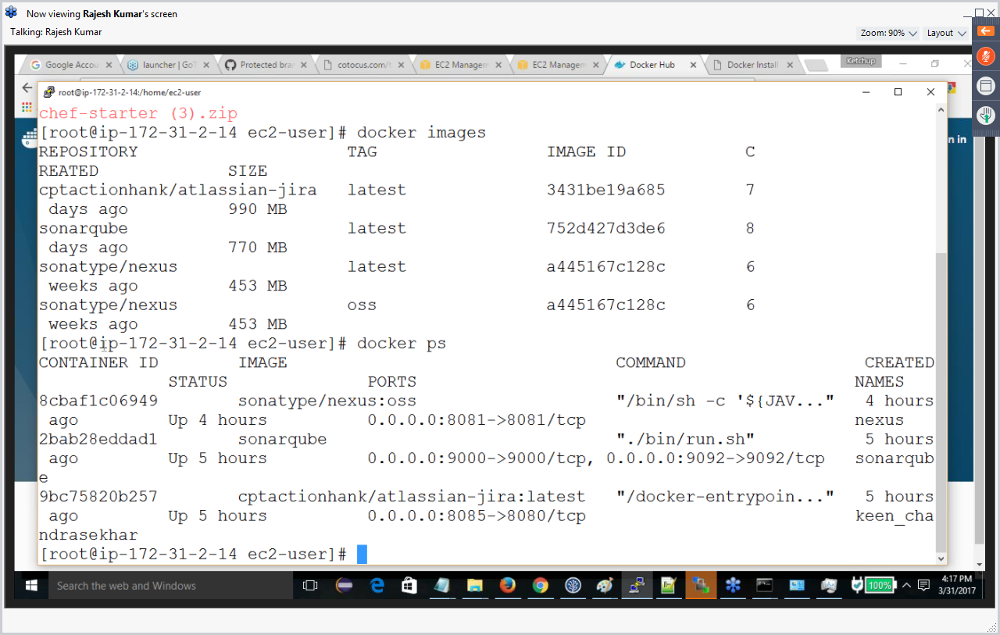 Now viewing Rajesh Kumar's screen
Talking: Rajesh Kumar
Zoom: 90% Layout
Google Accou launcher | GoT Protected bra cotocus.com/t EC2 Managem EC2 Managem Docker Hub Docker Install Ketchup
root@ip-172-31-2-14:/home/ec2-user
n in
chef-starter (3).zip
[root@ip-172-31-2-14 ec2-user]# docker images
REPOSITORY TAG IMAGE ID C
REATED SIZE
cptactionhank/atlassian-jira latest 3431be19a685 7
days ago 990 MB
sonarqube latest 752d427d3de6 8
days ago 770 MB
sonatype/nexus latest a445167c128c 6
weeks ago 453 MB
sonatype/nexus oss a445167c128c 6
weeks ago 453 MB
[root@ip-172-31-2-14 ec2-user]# docker ps
CONTAINER ID IMAGE COMMAND CREATED
STATUS PORTS NAMES
8cbaf1c06949 sonatype/nexus:oss "/bin/sh -c '${JAV..." 4 hours
ago Up 4 hours 0.0.0.0:8081->8081/tcp nexus
2bab28eddad1 sonarqube "./bin/run.sh" 5 hours
ago Up 5 hours 0.0.0.0:9000->9000/tcp, 0.0.0.0:9092->9092/tcp sonarqub
e
9bc75820b257 cptactionhank/atlassian-jira:latest "/docker-entrypoin..." 5 hours
ago Up 5 hours 0.0.0.0:8085->8080/tcp keen_cha
ndrasekhar
[root@ip-172-31-2-14 ec2-user]#
Search the web and Windows
100%
4:17 PM
3/31/2017